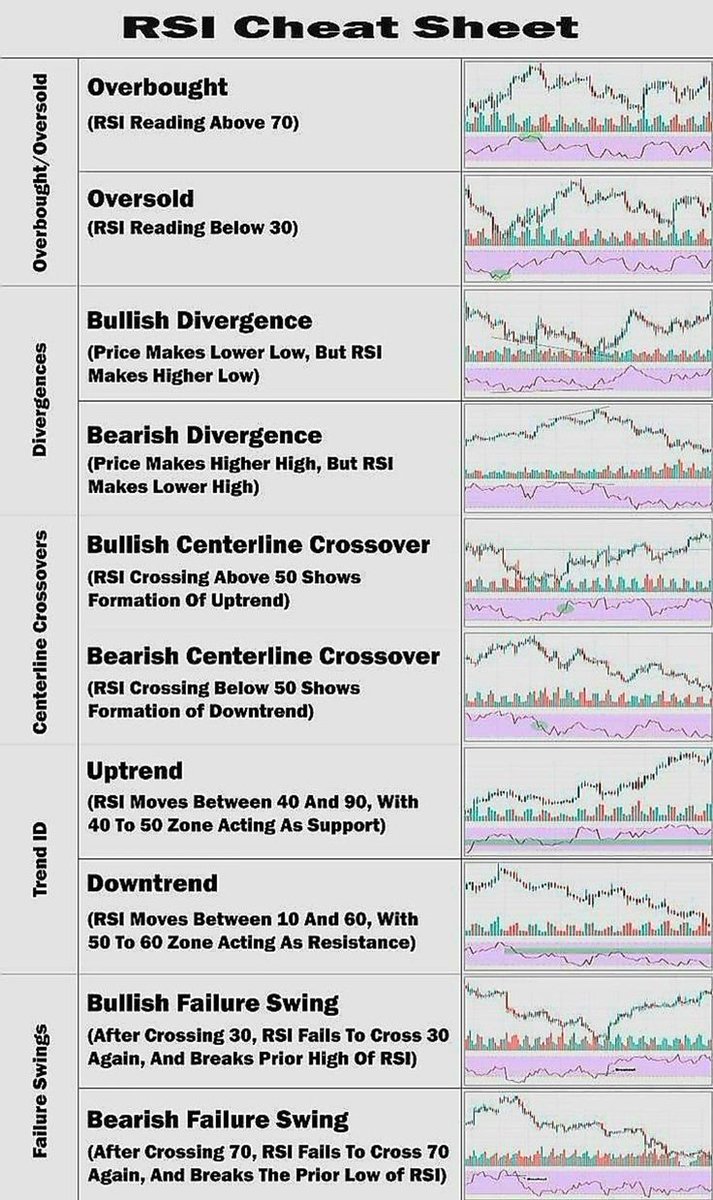 RSI Cheat Sheet
Overbought/Oversold
Overbought
(RSI Reading Above 70)
Oversold
(RSI Reading Below 30)
Divergences
Bullish Divergence
(Price Makes Lower Low, But RSI
Makes Higher Low)
Bearish Divergence
(Price Makes Higher High, But RSI
Makes Lower High)
Centerline Crossovers
Bullish Centerline Crossover
(RSI Crossing Above 50 Shows
Formation Of Uptrend)
Bearish Centerline Crossover
(RSI Crossing Below 50 Shows
Formation of Downtrend)
Trend ID
Uptrend
(RSI Moves Between 40 And 90, With
40 To 50 Zone Acting As Support)
Downtrend
(RSI Moves Between 10 And 60, With
50 To 60 Zone Acting As Resistance)
Failure Swings
Bullish Failure Swing
(After Crossing 30, RSI Fails To Cross 30
Again, And Breaks Prior High Of RSI)
Bearish Failure Swing
(After Crossing 70, RSI Fails To Cross 70
Again, And Breaks The Prior Low of RSI)